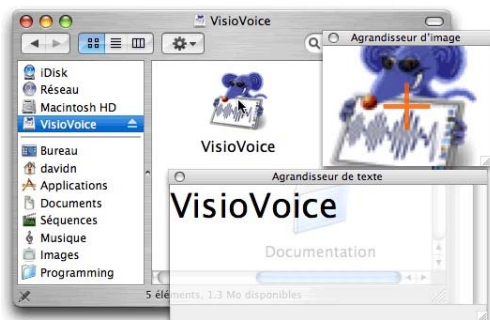 VisioVoice
Agrandisseur d'image
iDisk
Réseau
Macintosh HD
VisioVoice
Bureau
davidn
Applications
Documents
Séquences
Musique
Images
Programming
VisioVoice
Agrandisseur de texte
VisioVoice
Documentation
5 éléments, 1.3 Mo disponibles